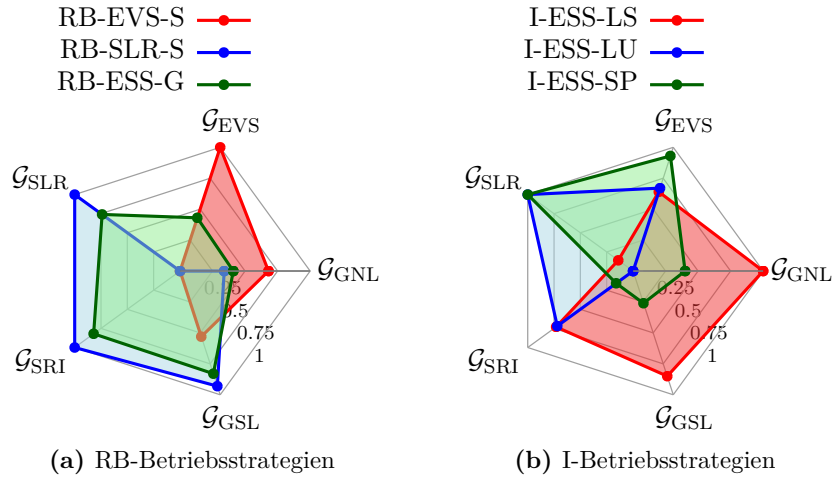 RB-EVS-S
RB-SLR-S
RB-ESS-G
𝒢EVS
𝒢SLR
𝒢GNL
0.25
0.5
0.75
1
𝒢SRI
𝒢GSL
(a) RB-Betriebsstrategien
I-ESS-LS
I-ESS-LU
I-ESS-SP
𝒢EVS
𝒢SLR
𝒢GNL
0.25
0.5
0.75
1
𝒢SRI
𝒢GSL
(b) I-Betriebsstrategien